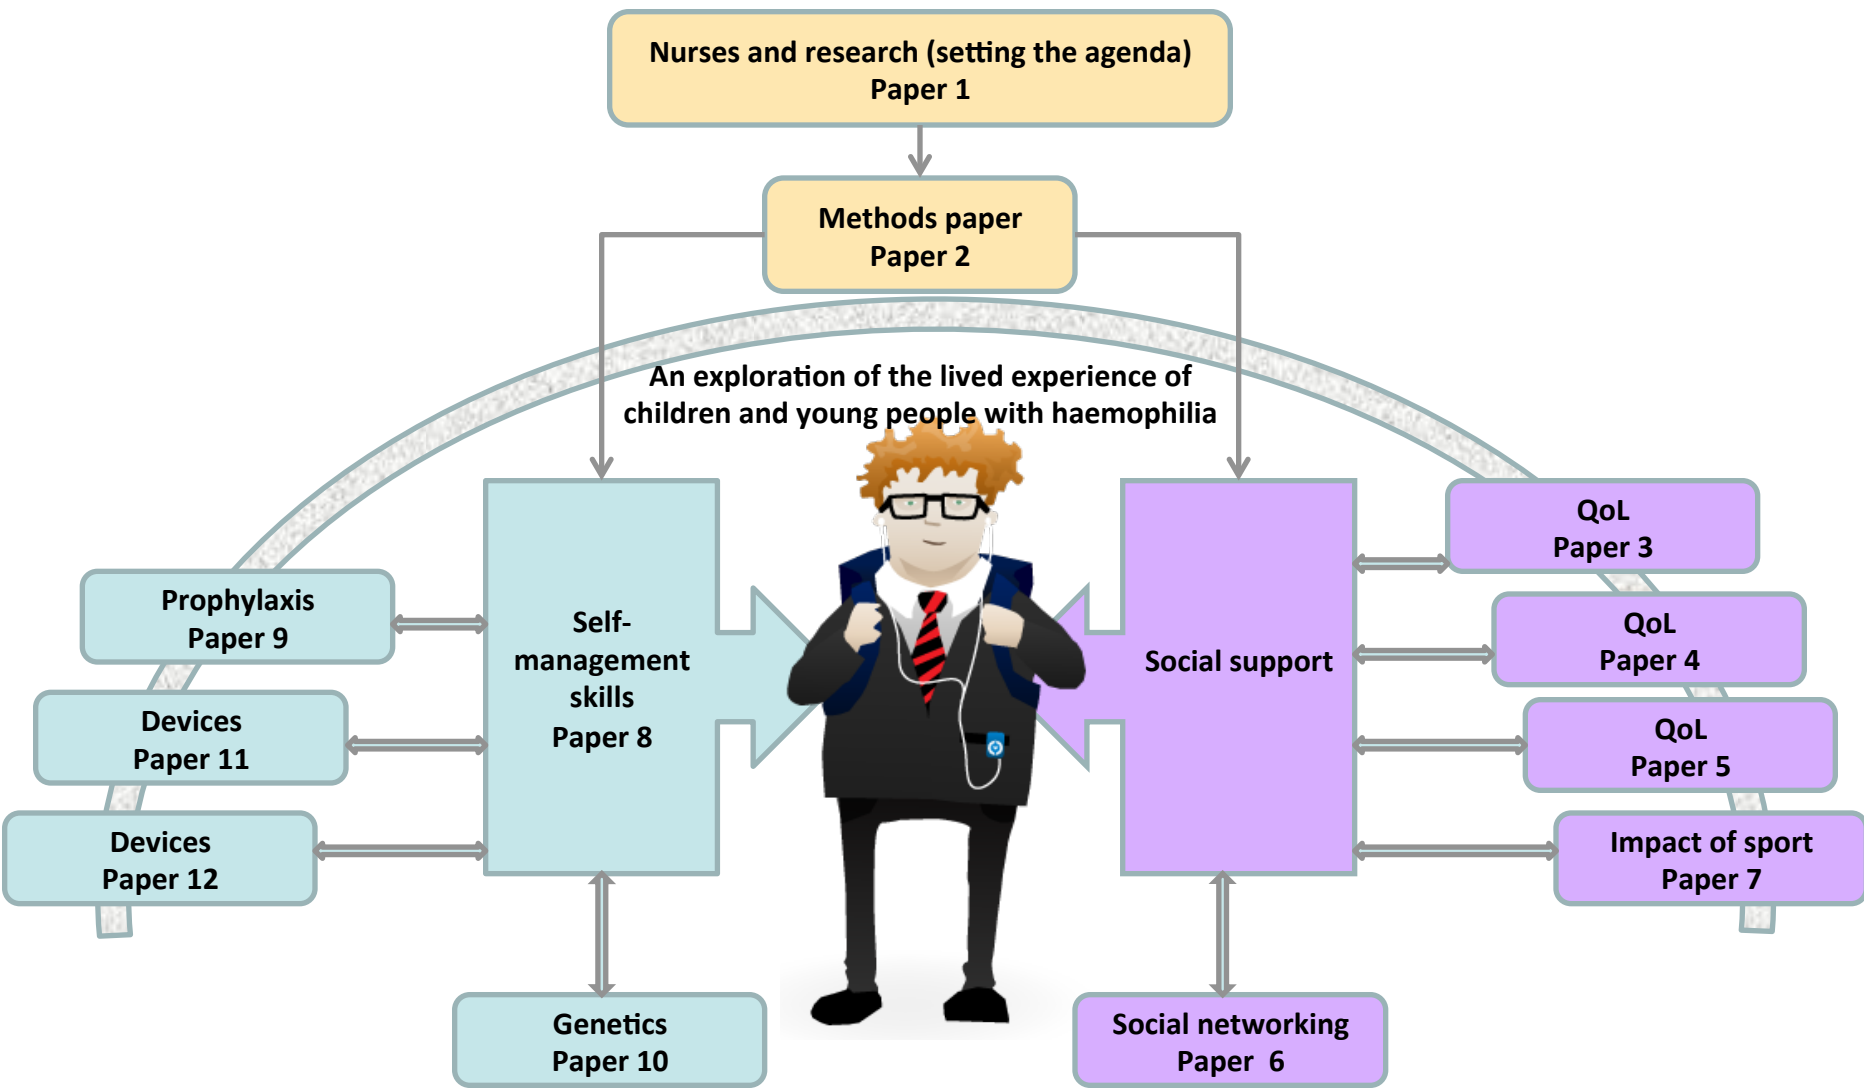 Nurses and research (setting the agenda)
Paper 1
Methods paper
Paper 2
An exploration of the lived experience of
children and young people with haemophilia
Prophylaxis
Paper 9
Devices
Paper 11
Devices
Paper 12
Self-
management
skills
Paper 8
Genetics
Paper 10
Social support
QoL
Paper 3
QoL
Paper 4
QoL
Paper 5
Impact of sport
Paper 7
Social networking
Paper 6